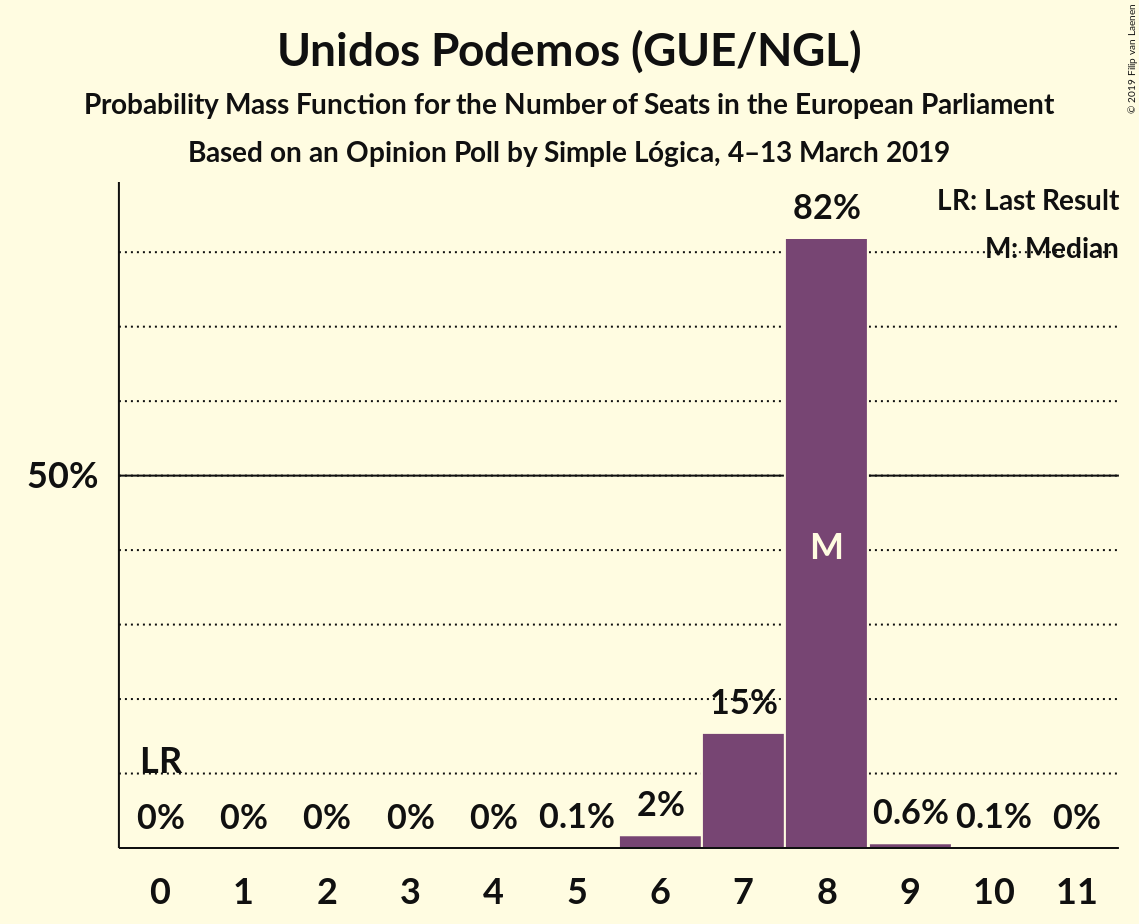 Unidos Podemos (GUE/NGL)
Probability Mass Function for the Number of Seats in the European Parliament
Based on an Opinion Poll by Simple Lógica, 4–13 March 2019
© 2019 Filip van Laenen
LR: Last Result
M: Median
82%
50%
M
15%
LR
0% 0% 0% 0% 0% 0.1% 2% 0.6% 0.1% 0%
0 1 2 3 4 5 6 7 8 9 10 11